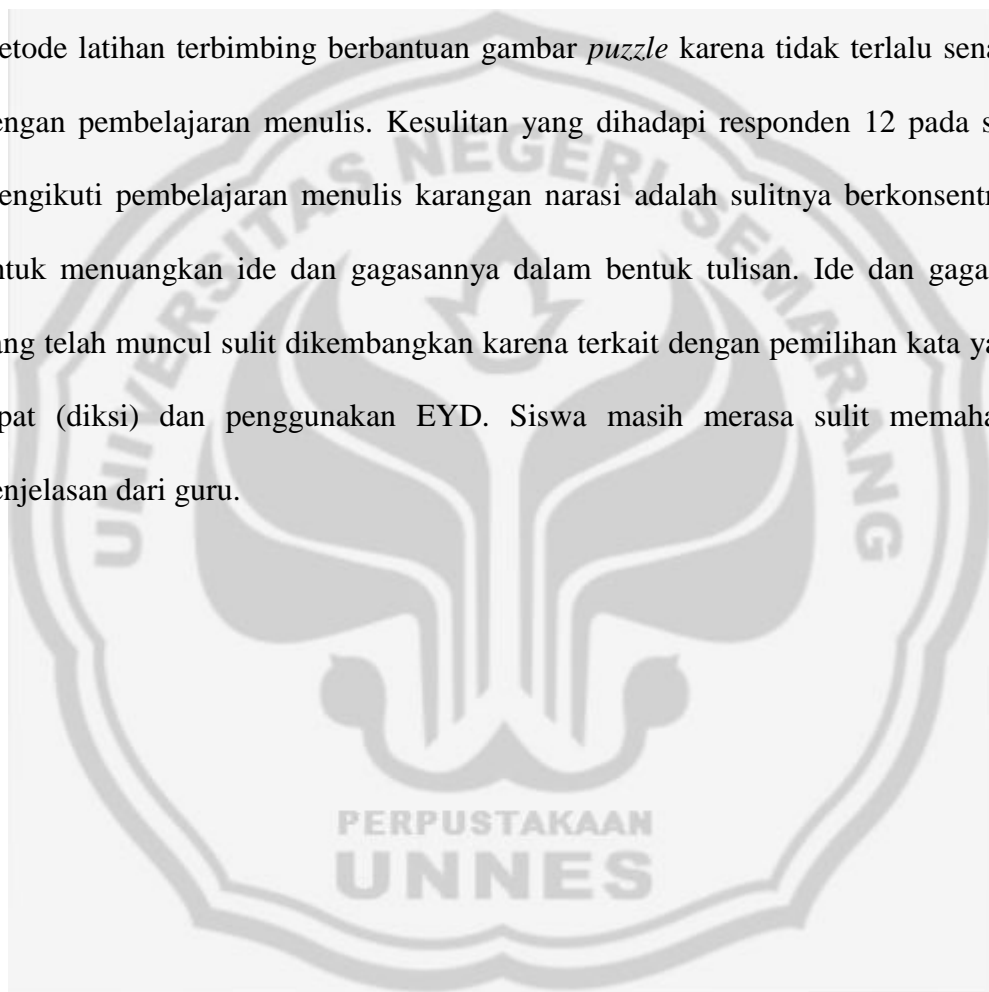 etode latihan terbimbing berbantuan gambar puzzle karena tidak terlalu sena
engan pembelajaran menulis. Kesulitan yang dihadapi responden 12 pada s
engikuti pembelajaran menulis karangan narasi adalah sulitnya berkonsentr
ntuk menuangkan ide dan gagasannya dalam bentuk tulisan. Ide dan gaga
ang telah muncul sulit dikembangkan karena terkait dengan pemilihan kata ya
pat (diksi) dan penggunakan EYD. Siswa masih merasa sulit memaha
enjelasan dari guru.
UNIVERSITAS NEGERI SEMARANG
PERPUSTAKAAN
UNNES